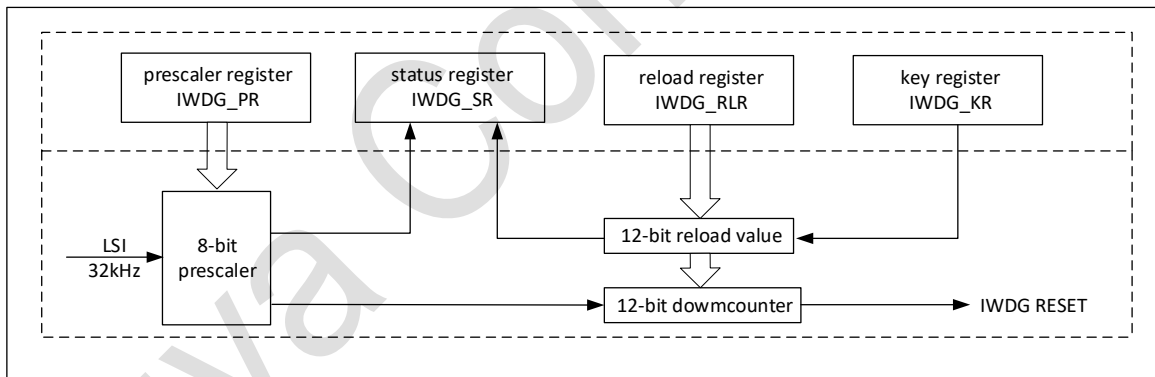 prescaler register
IWDG_PR
status register
IWDG_SR
reload register
IWDG_RLR
key register
IWDG_KR
LSI
32kHz
8-bit
prescaler
12-bit reload value
12-bit dowmcounter
IWDG RESET